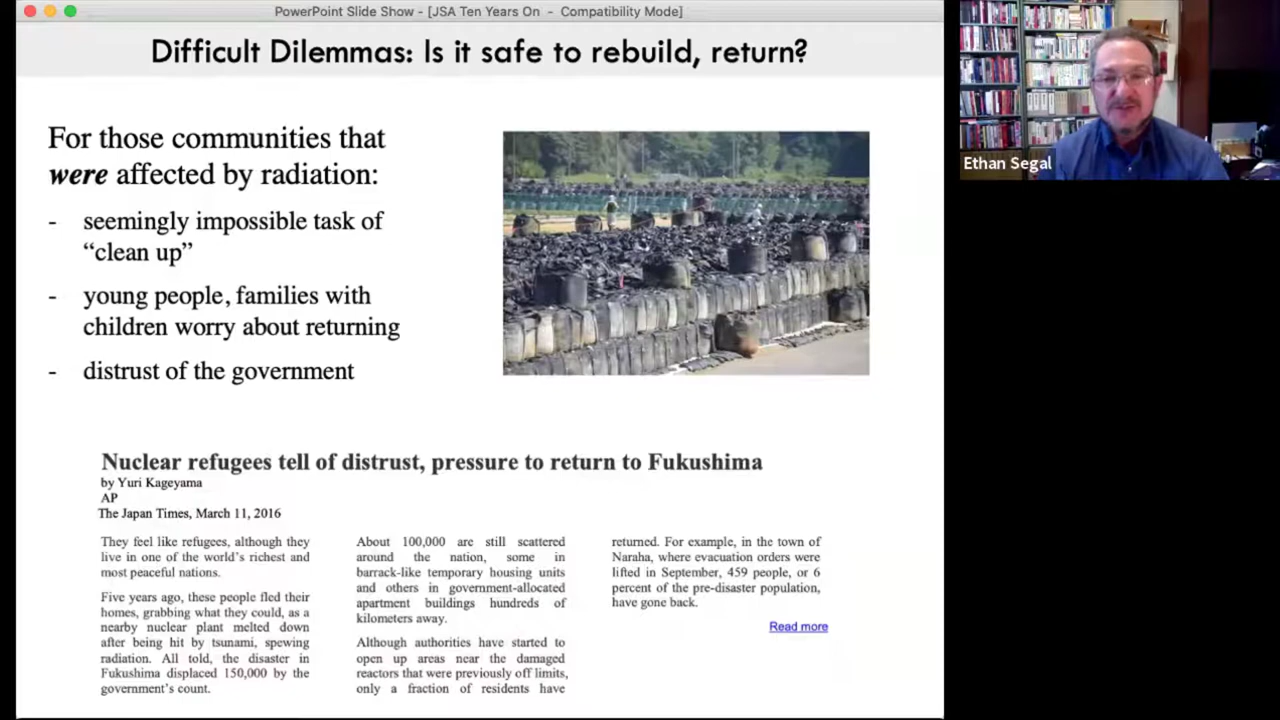 PowerPoint Slide Show - [JSA Ten Years On - Compatibility Mode]
Difficult Dilemmas: Is it safe to rebuild, return?
For those communities that
were affected by radiation:
- seemingly impossible task of
“clean up”
- young people, families with
children worry about returning
- distrust of the government
Nuclear refugees tell of distrust, pressure to return to Fukushima
by Yuri Kageyama
AP
The Japan Times, March 11, 2016
They feel like refugees, although they
live in one of the world’s richest and
most peaceful nations.
Five years ago, these people fled their
homes, grabbing what they could, as a
nearby nuclear plant melted down
after being hit by tsunami, spewing
radiation. All told, the disaster in
Fukushima displaced 150,000 by the
government’s count.
About 100,000 are still scattered
around the nation, some in
barrack-like temporary housing units
and others in government-allocated
apartment buildings hundreds of
kilometers away.
Although authorities have started to
open up areas near the damaged
reactors that were previously off limits,
only a fraction of residents have
returned. For example, in the town of
Naraha, where evacuation orders were
lifted in September, 459 people, or 6
percent of the pre-disaster population,
have gone back.
Read more
Ethan Segal